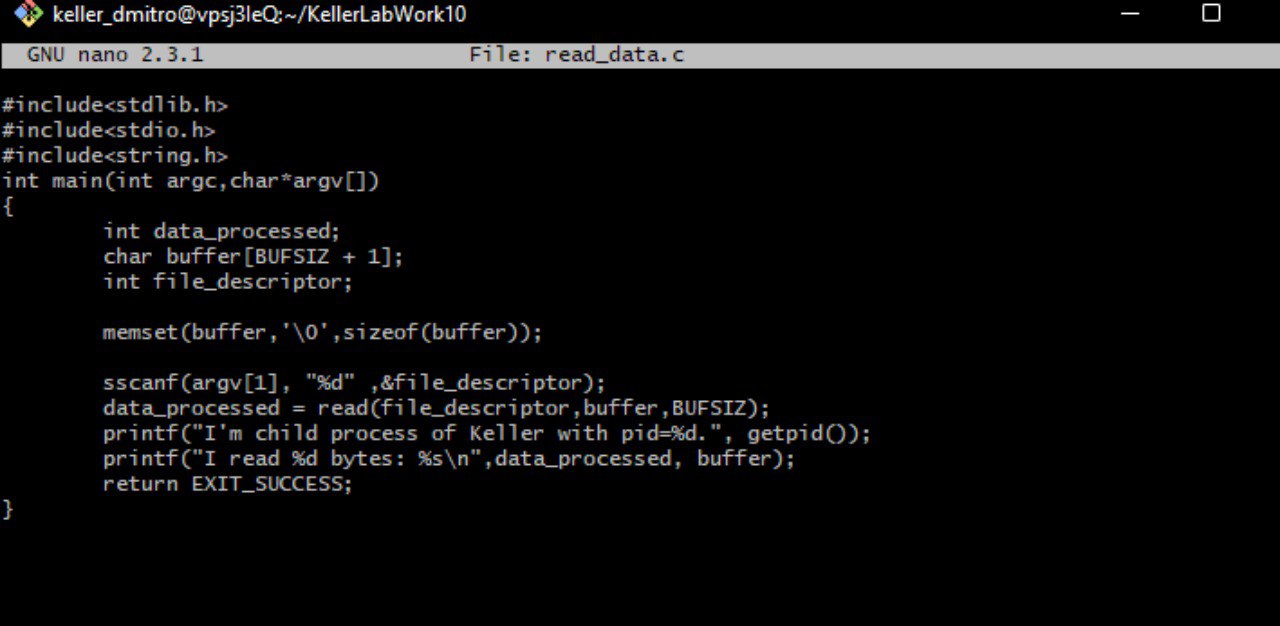 keller_dmitro@vpsj3leQ:~/KellerLabWork10
GNU nano 2.3.1 File: read_data.c
#include<stdlib.h>
#include<stdio.h>
#include<string.h>
int main(int argc,char*argv[])
{
        int data_processed;
        char buffer[BUFSIZ + 1];
        int file_descriptor;
        memset(buffer,'\0',sizeof(buffer));
        sscanf(argv[1], "%d" ,&file_descriptor);
        data_processed = read(file_descriptor,buffer,BUFSIZ);
        printf("I'm child process of Keller with pid=%d.", getpid());
        printf("I read %d bytes: %s\n",data_processed, buffer);
        return EXIT_SUCCESS;
}